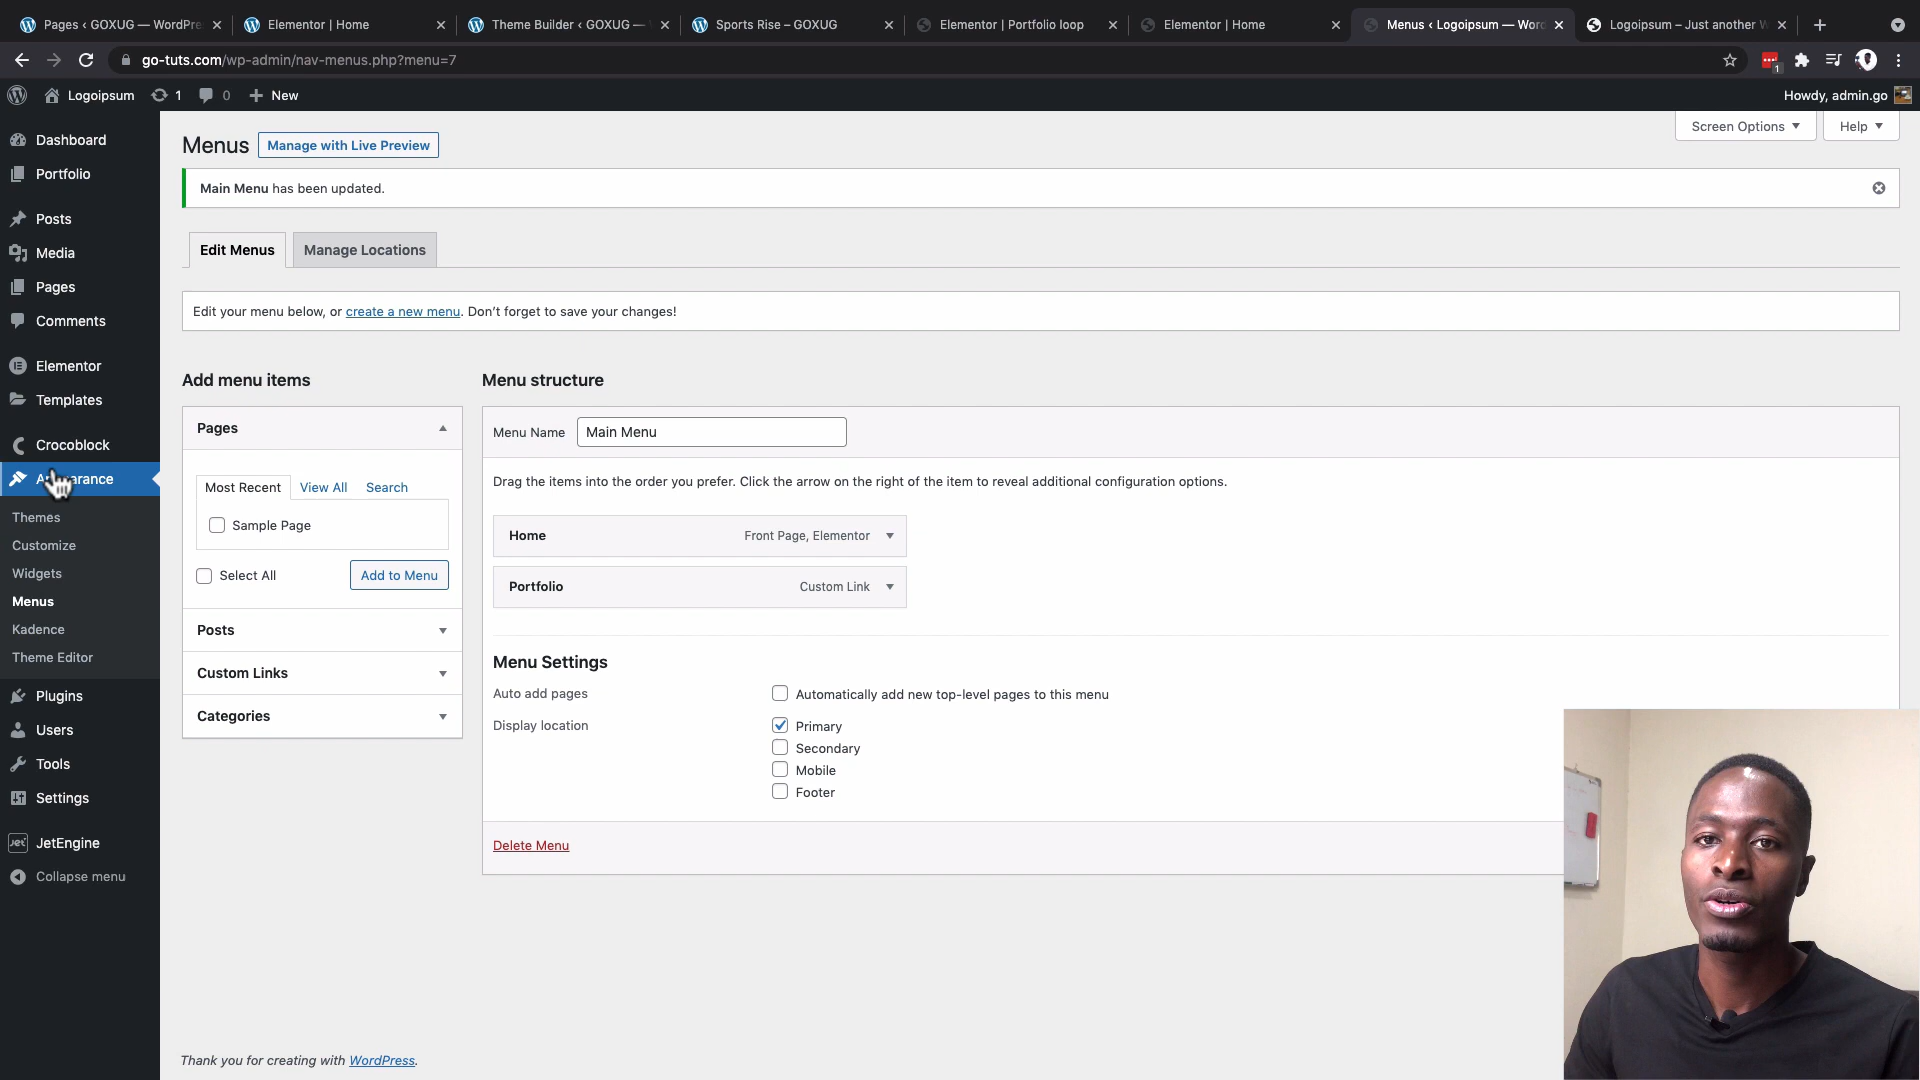 Pages ‹ GOXUG — WordPre
Elementor | Home
Theme Builder ‹ GOXUG —
Sports Rise – GOXUG
Elementor | Portfolio loop
Elementor | Home
Menus ‹ Logoipsum — Wor
Logoipsum – Just another W
go-tuts.com/wp-admin/nav-menus.php?menu=7
1
Logoipsum
1
0
New
Howdy, admin.go
Dashboard
Portfolio
Posts
Media
Pages
Comments
Elementor
Templates
Crocoblock
Themes
Customize
Widgets
Menus
Kadence
Theme Editor
Plugins
Users
Tools
Settings
Jet
JetEngine
Collapse menu
Menus
Manage with Live Preview
Screen Options
Help
Main Menu has been updated.
Edit Menus
Manage Locations
Edit your menu below, or create a new menu. Don’t forget to save your changes!
Add menu items
Pages
Most Recent
View All
Search
Sample Page
Select All
Add to Menu
Posts
Custom Links
Categories
Menu structure
Menu Name
Main Menu
Drag the items into the order you prefer. Click the arrow on the right of the item to reveal additional configuration options.
Home
Front Page, Elementor
Portfolio
Custom Link
Menu Settings
Auto add pages
Automatically add new top-level pages to this menu
Display location
Primary
Secondary
Mobile
Footer
Delete Menu
Thank you for creating with WordPress.